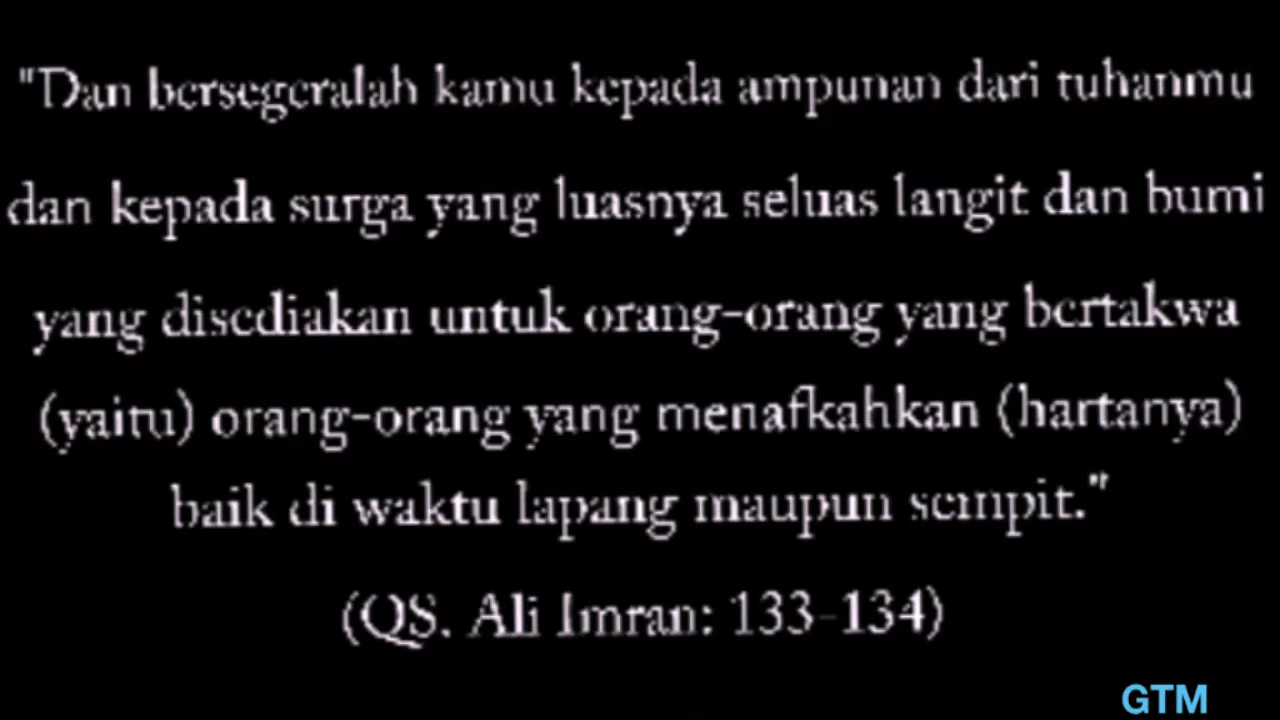 "Dan bersegeralah kamu kepada ampunan dari tuhanmu
dan kepada surga yang luasnya seluas langit dan bumi
yang disediakan untuk orang-orang yang bertakwa
(yaitu) orang-orang yang menafkahkan (hartanya)
baik di waktu lapang maupun sempit."
(QS. Ali Imran: 133-134)
GTM